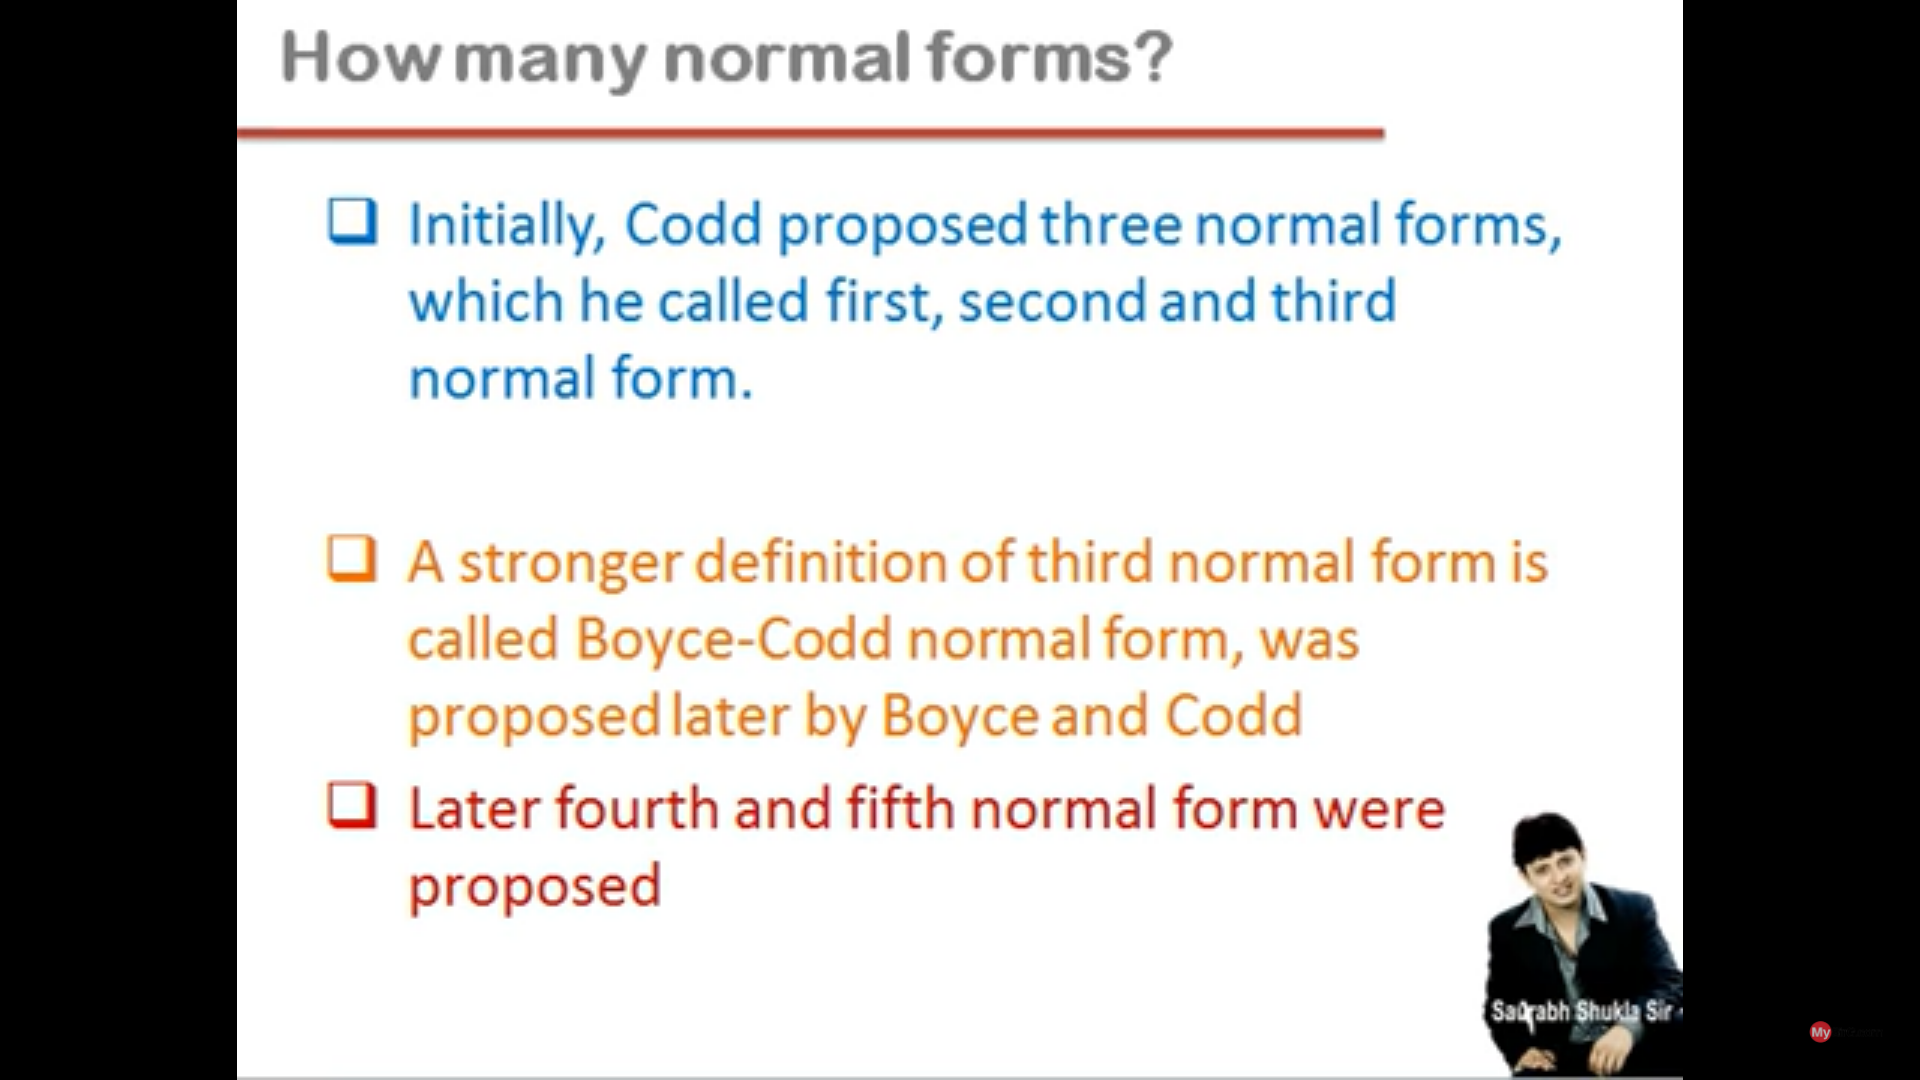 How many normal forms?
Initially, Codd proposed three normal forms,
which he called first, second and third
normal form.
A stronger definition of third normal form is
called Boyce-Codd normal form, was
proposed later by Boyce and Codd
Later fourth and fifth normal form were
proposed
Saurabh Shukla Sir
My